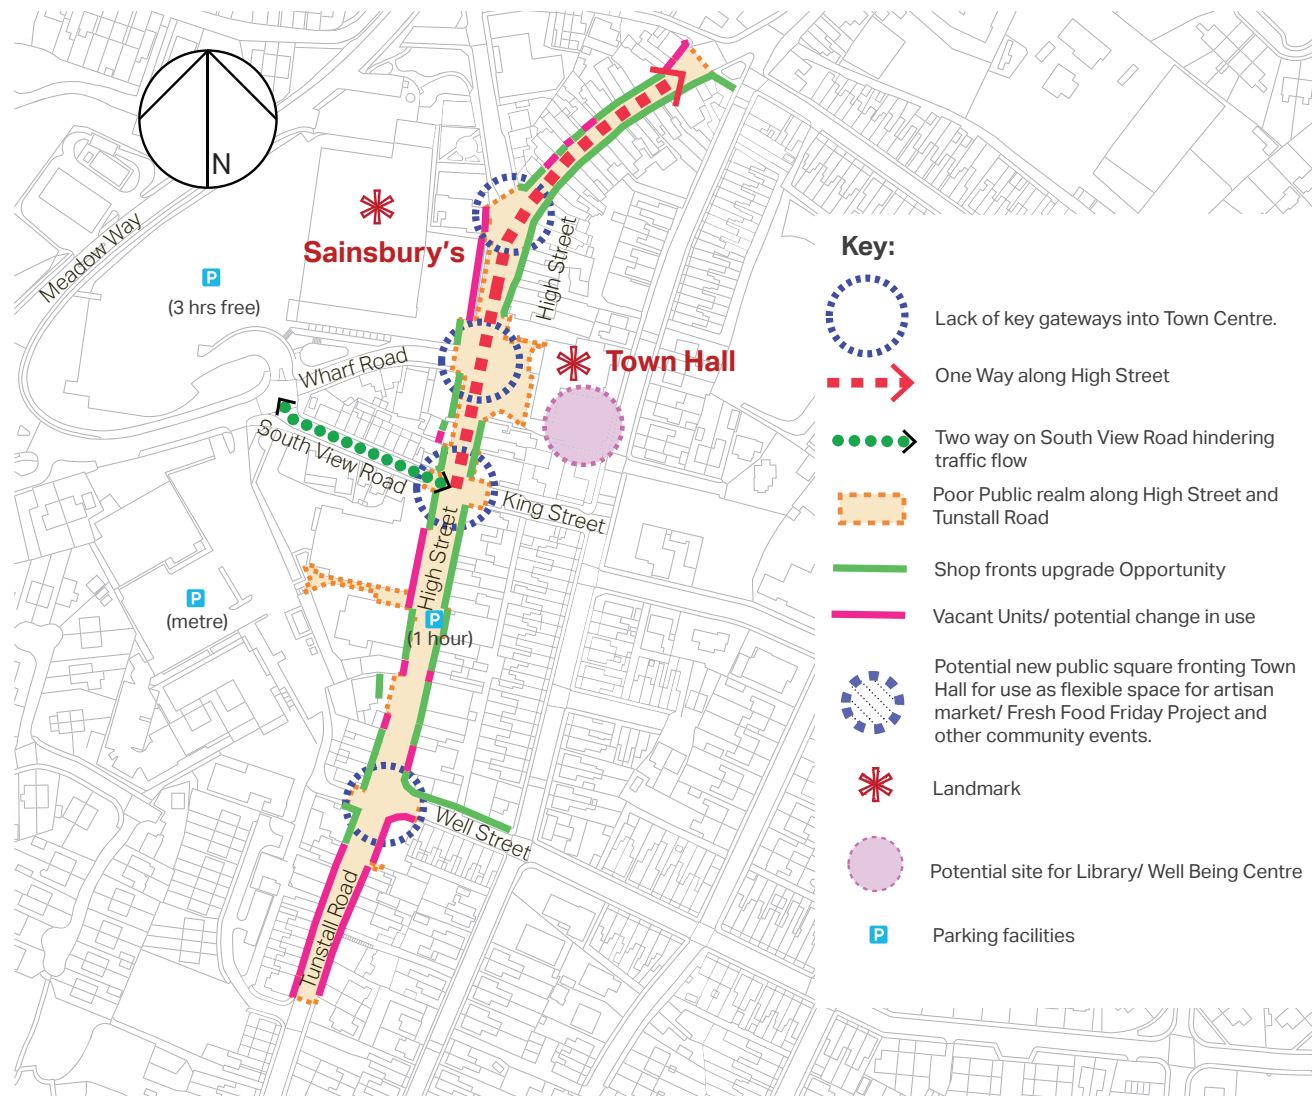 N
Meadow Way
Sainsbury's
P
(3 hrs free)
High Street
Wharf Road
Town Hall
South View Road
King Street
High Street
P
(metre)
P
(1 hour)
Well Street
Tunstall Road
Key:
Lack of key gateways into Town Centre.
One Way along High Street
Two way on South View Road hindering
traffic flow
Poor Public realm along High Street and
Tunstall Road
Shop fronts upgrade Opportunity
Vacant Units/ potential change in use
Potential new public square fronting Town
Hall for use as flexible space for artisan
market/ Fresh Food Friday Project and
other community events.
Landmark
Potential site for Library/ Well Being Centre
P
Parking facilities